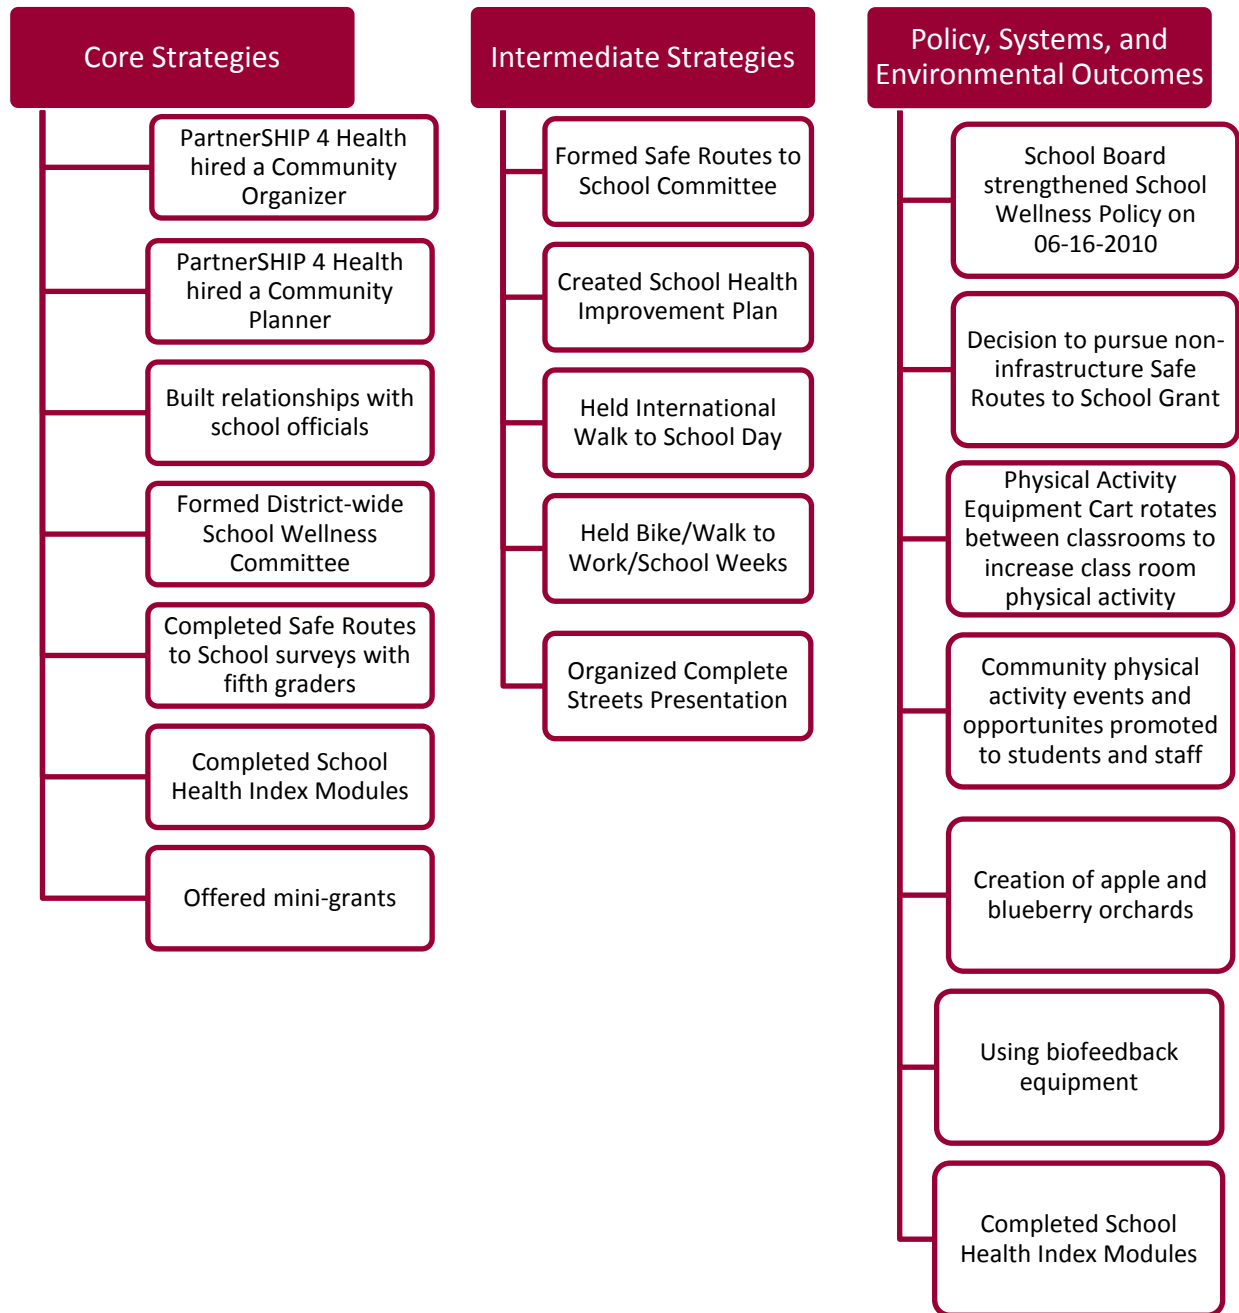 Core Strategies
PartnerSHIP 4 Health
hired a Community
Organizer
PartnerSHIP 4 Health
hired a Community
Planner
Built relationships with
school officials
Formed District-wide
School Wellness
Committee
Completed Safe Routes
to School surveys with
fifth graders
Completed School
Health Index Modules
Offered mini-grants
Intermediate Strategies
Formed Safe Routes to
School Committee
Created School Health
Improvement Plan
Held International
Walk to School Day
Held Bike/Walk to
Work/School Weeks
Organized Complete
Streets Presentation
Policy, Systems, and
Environmental Outcomes
School Board
strengthened School
Wellness Policy on
06-16-2010
Decision to pursue non-
infrastructure Safe
Routes to School Grant
Physical Activity
Equipment Cart rotates
between classrooms to
increase class room
physical activity
Community physical
activity events and
opportunites promoted
to students and staff
Creation of apple and
blueberry orchards
Using biofeedback
equipment
Completed School
Health Index Modules